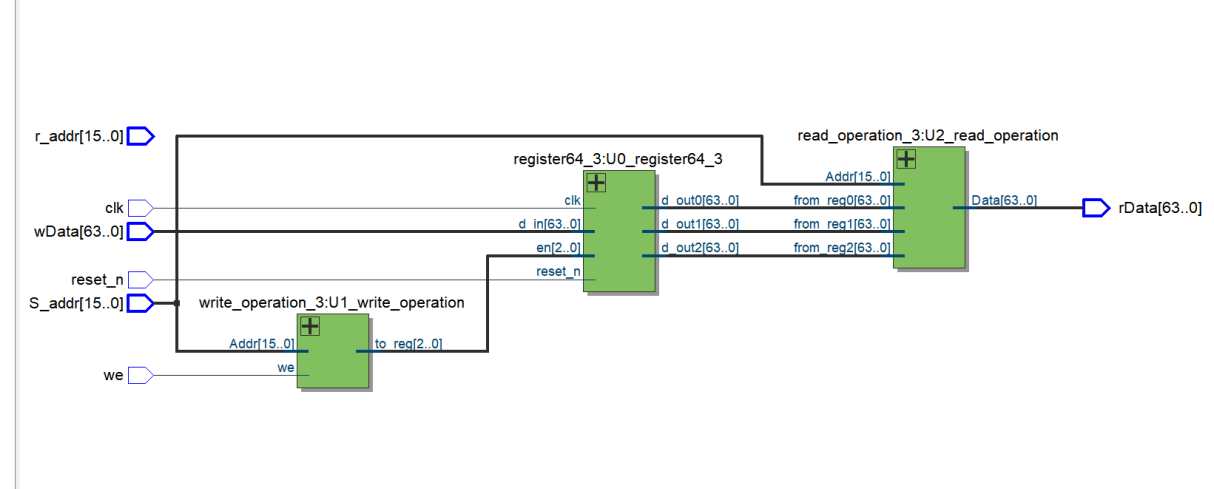 r_addr[15..0]
clk
wData[63..0]
reset_n
S_addr[15..0]
we
write_operation_3:U1_write_operation
Addr[15..0]
we
to_reg[2..0]
register64_3:U0_register64_3
clk
d_in[63..0]
en[2..0]
reset_n
d_out0[63..0]
d_out1[63..0]
d_out2[63..0]
read_operation_3:U2_read_operation
Addr[15..0]
from_reg0[63..0]
from_reg1[63..0]
from_reg2[63..0]
Data[63..0]
rData[63..0]